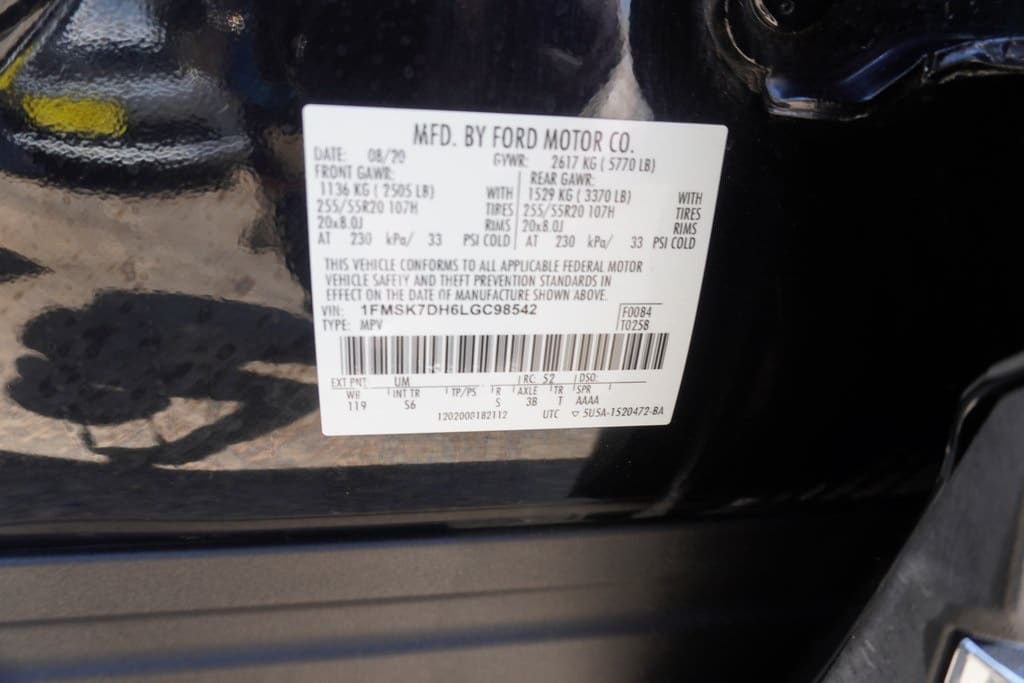 MFD. BY FORD MOTOR CO.
DATE: 08/20 GVWR: 2617 KG ( 5770 LB)
FRONT GAWR: REAR GAWR:
1136 KG ( 2505 LB) WITH 1529 KG ( 3370 LB) WITH
255/55R20 107H TIRES 255/55R20 107H TIRES
20x8.0J RIMS 20x8.0J RIMS
AT 230 kPa/ 33 PSI COLD AT 230 kPa/ 33 PSI COLD
THIS VEHICLE CONFORMS TO ALL APPLICABLE FEDERAL MOTOR
VEHICLE SAFETY AND THEFT PREVENTION STANDARDS IN
EFFECT ON THE DATE OF MANUFACTURE SHOWN ABOVE.
VIN: 1FMSK7DH6LGC98542 F0084
TYPE: MPV T0258
EXT PNT: UM RC: 52 DSO:
WB INT TR TP/PS R AXLE TR SPR
119 S6 S 3B T AAAA
1202000182112 UTC ▽ 5U5A-1520472-BA